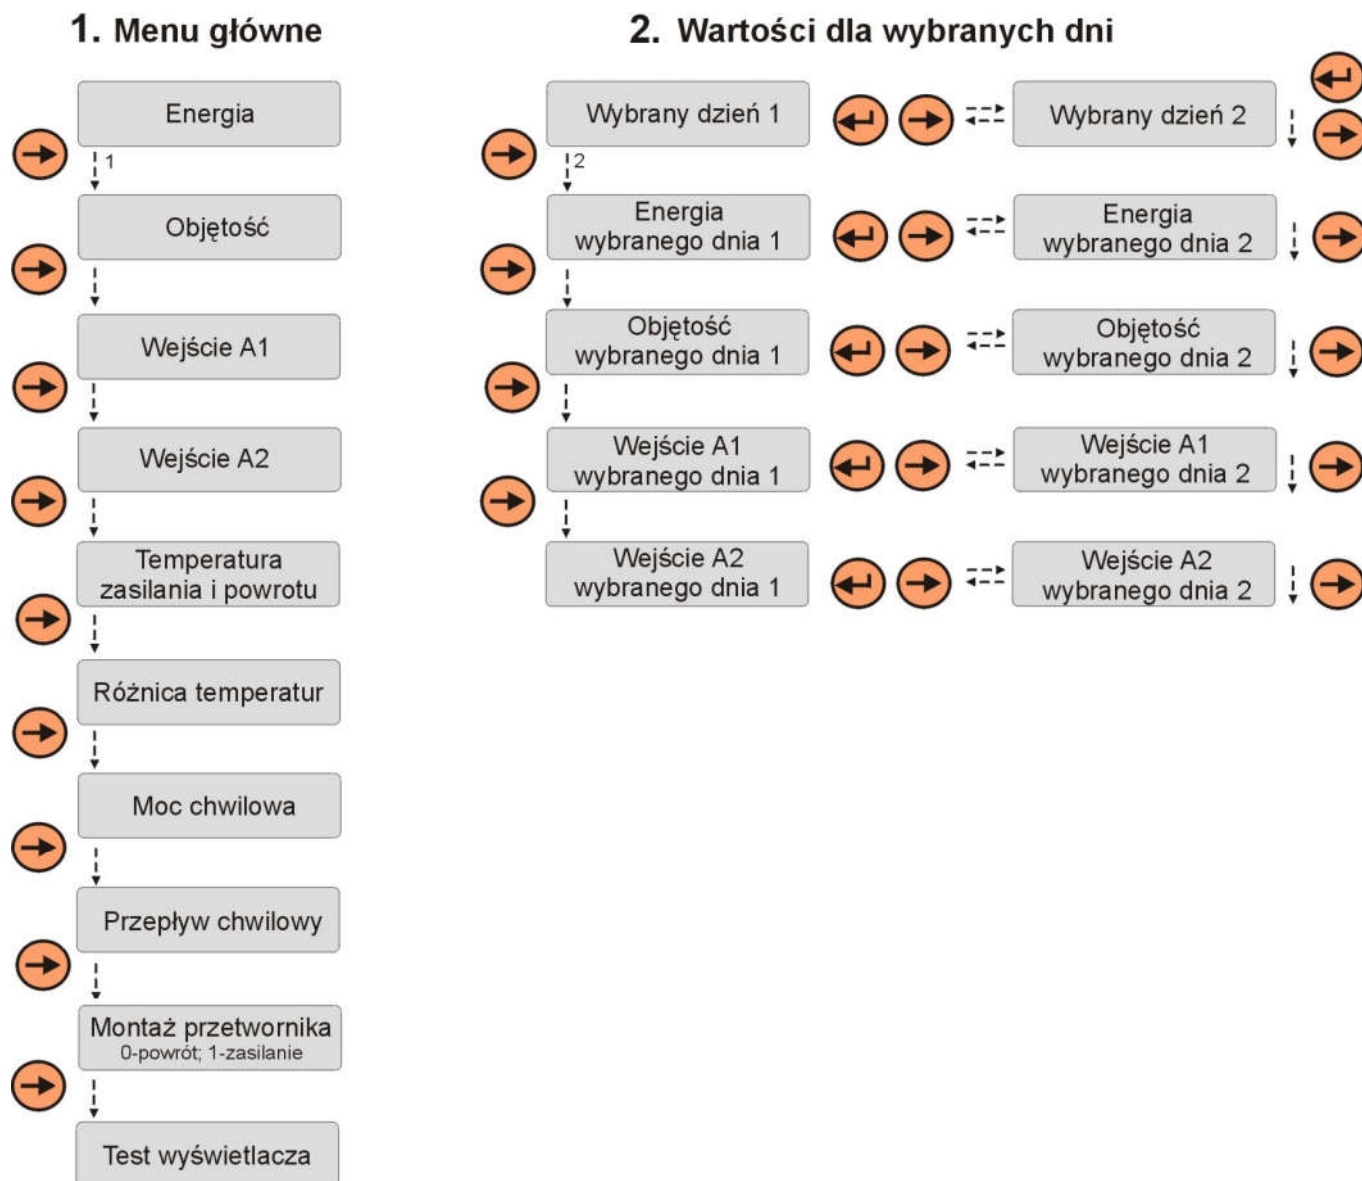 1. Menu główne
Energia
1
Objętość
Wejście A1
Wejście A2
Temperatura
zasilania i powrotu
Różnica temperatur
Moc chwilowa
Przepływ chwilowy
Montaż przetwornika
0-powrót; 1-zasilanie
Test wyświetlacza
2. Wartości dla wybranych dni
Wybrany dzień 1
Wybrany dzień 2
2
Energia
wybranego dnia 1
Energia
wybranego dnia 2
Objętość
wybranego dnia 1
Objętość
wybranego dnia 2
Wejście A1
wybranego dnia 1
Wejście A1
wybranego dnia 2
Wejście A2
wybranego dnia 1
Wejście A2
wybranego dnia 2